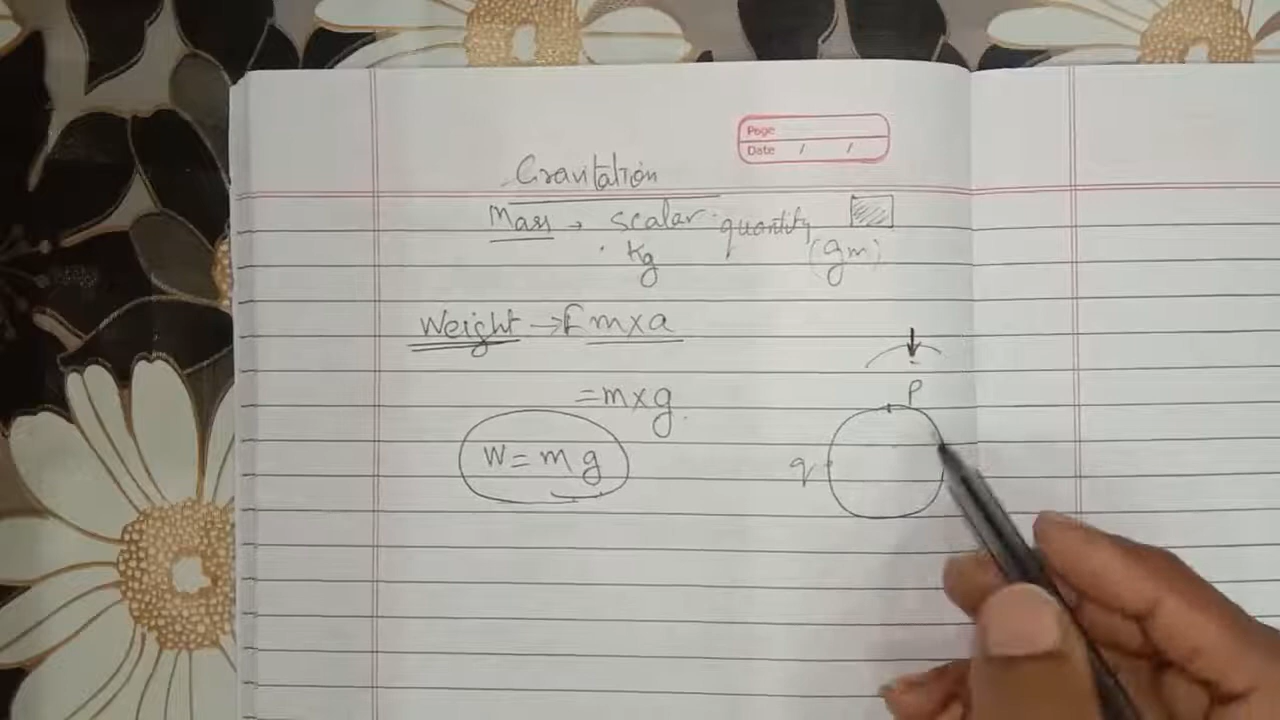 Page
Date / /
Gravitation
Mass → scalar quantity
Kg (gm)
Weight → F m x a
= m x g
W = mg
P
q